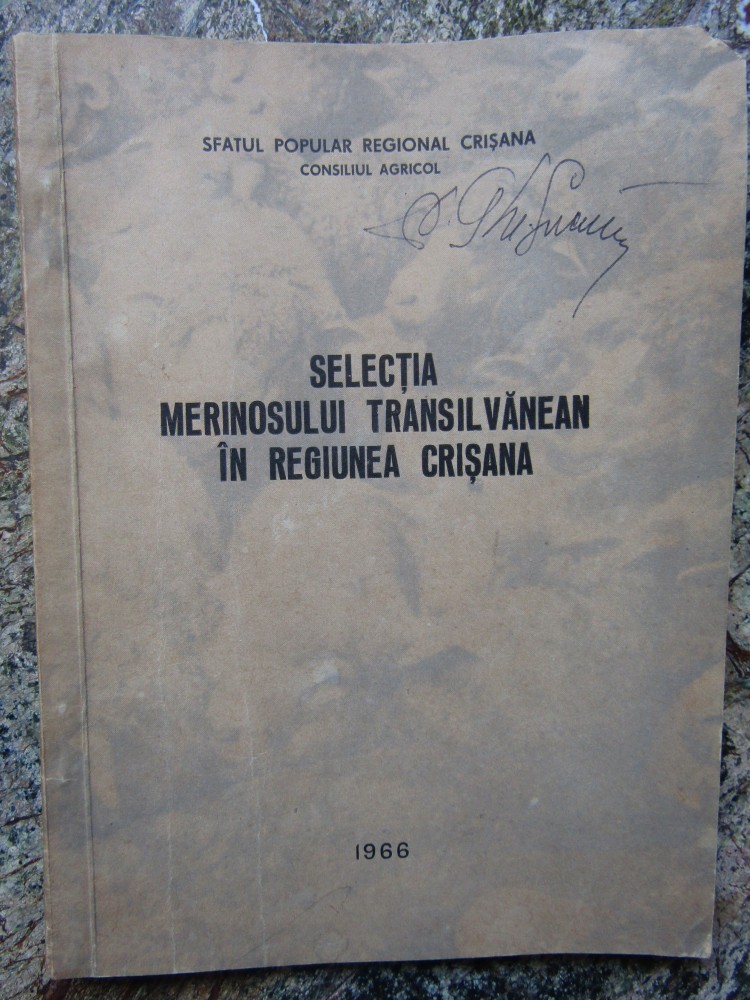 SFATUL POPULAR REGIONAL CRIȘANA
CONSILIUL AGRICOL
SELECȚIA
MERINOSULUI TRANSILVĂNEAN
ÎN REGIUNEA CRIȘANA
1966